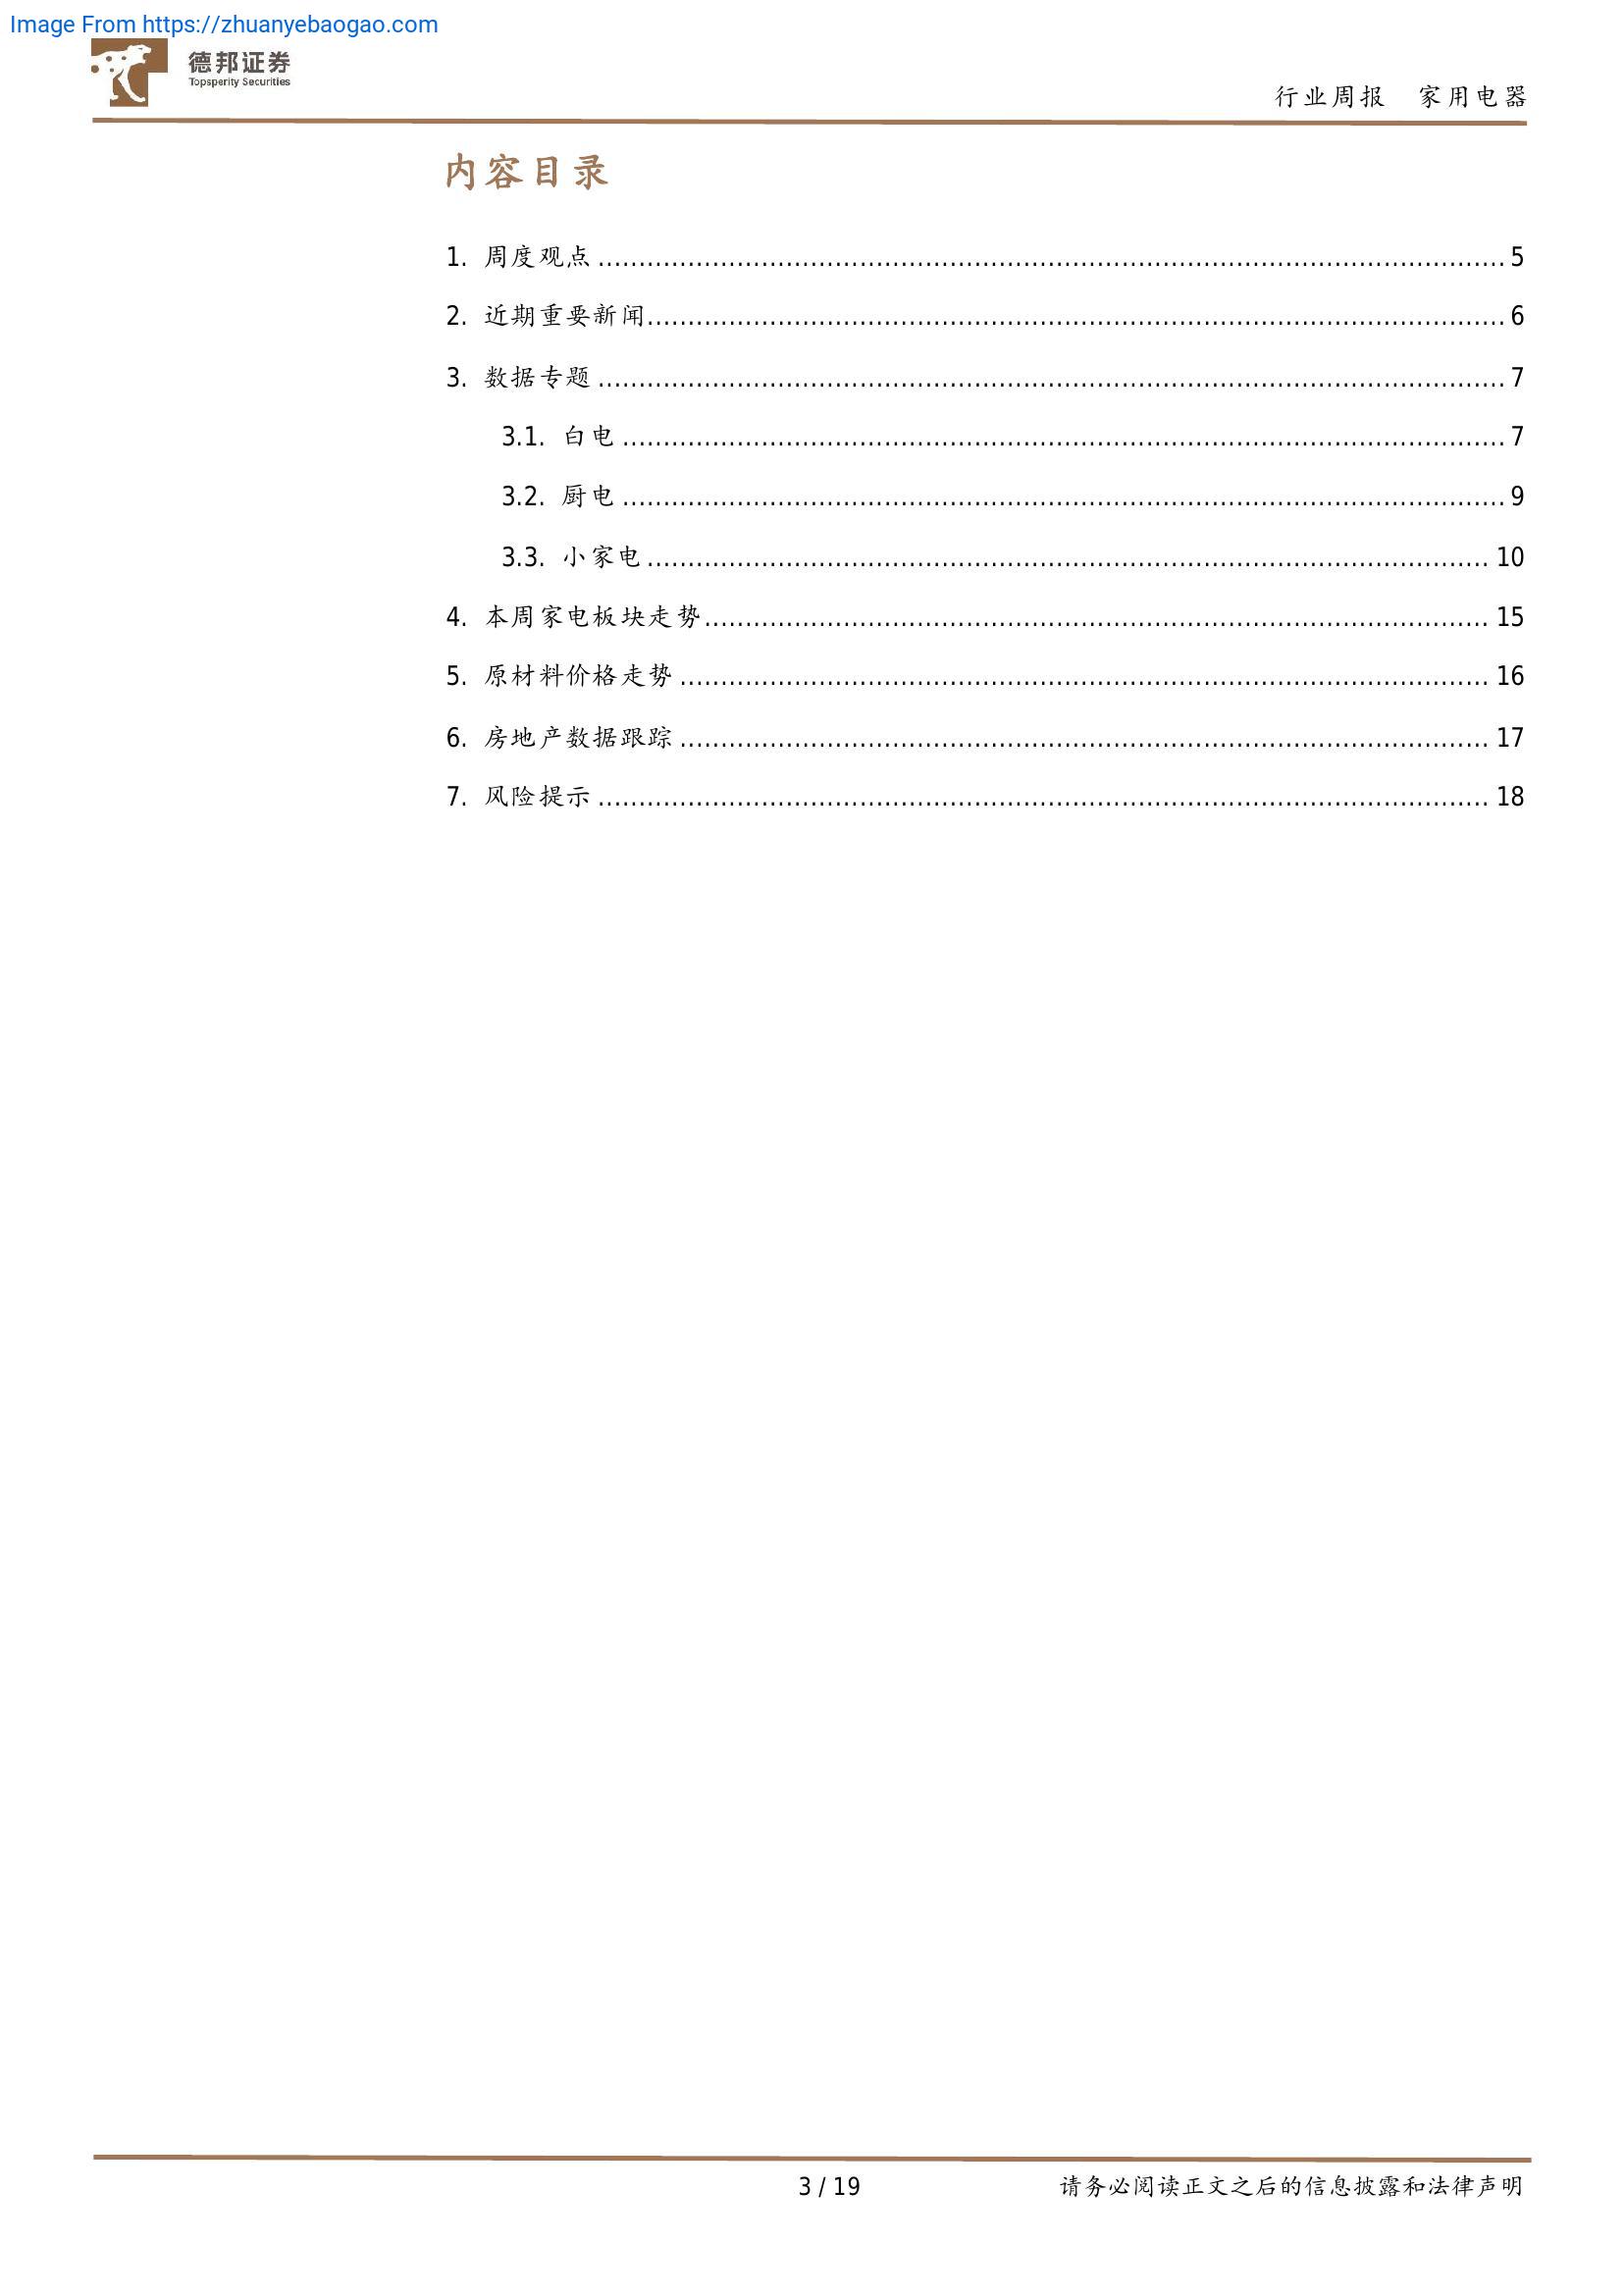 Image From https://zhuanyebaogao.com
德邦证券
Topsperity Securities
行业周报 家用电器
内容目录
1. 周度观点 ........................................................................ 5
2. 近期重要新闻 ........................................................................ 6
3. 数据专题 ........................................................................ 7
3.1. 白电 ........................................................................ 7
3.2. 厨电 ........................................................................ 9
3.3. 小家电 ........................................................................ 10
4. 本周家电板块走势 ........................................................................ 15
5. 原材料价格走势 ........................................................................ 16
6. 房地产数据跟踪 ........................................................................ 17
7. 风险提示 ........................................................................ 18
3 / 19
请务必阅读正文之后的信息披露和法律声明